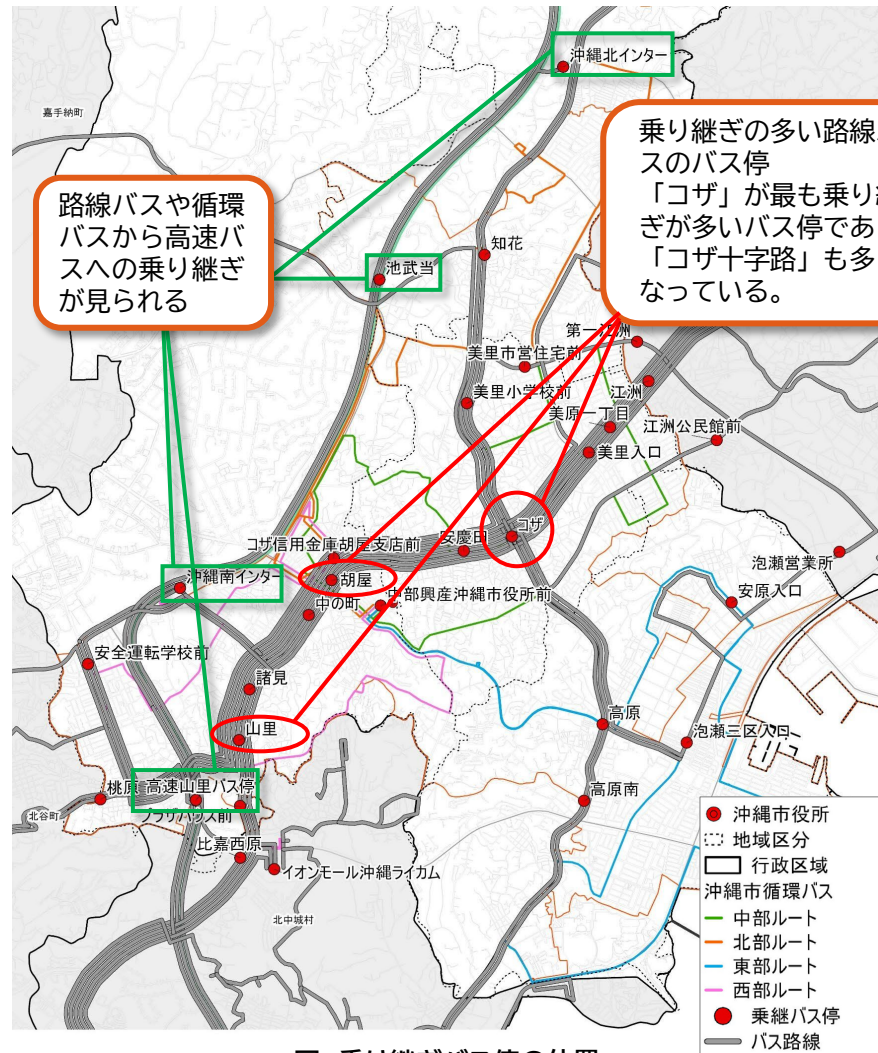 沖縄北インター
嘉手納町
乗り継ぎの多い路線
スのバス停
「コザ」が最も乗り
ぎが多いバス停であ
「コザ十字路」も多
なっている。
路線バスや循環
バスから高速バ
スへの乗り継ぎ
が見られる
知花
池武当
第一江洲
美里市営住宅前
江洲
美里小学校前
美原一丁目
江洲公民館前
美里入口
コザ
安慶田
コザ信用金庫胡屋支店前
泡瀬営業所
胡屋
沖縄南インター
中部興産沖縄市役所前
安原入口
中の町
安全運転学校前
諸見
高原
山里
泡瀬三区入口
桃原
高速山里バス停
プラザハウス前
北谷町
高原南
比嘉西原
イオンモール沖縄ライカム
北中城村
沖縄市役所
地域区分
行政区域
沖縄市循環バス
中部ルート
北部ルート
東部ルート
西部ルート
乗継バス停
バス路線
乗り継ぎバス停の位置